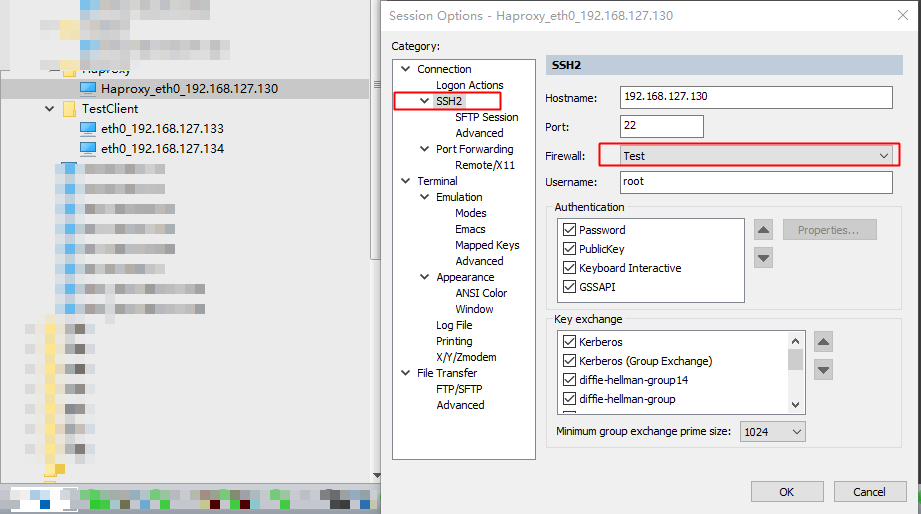 Haproxy
Haproxy_eth0_192.168.127.130
TestClient
eth0_192.168.127.133
eth0_192.168.127.134
Session Options - Haproxy_eth0_192.168.127.130
Category:
Connection
Logon Actions
SSH2
SFTP Session
Advanced
Port Forwarding
Remote/X11
Terminal
Emulation
Modes
Emacs
Mapped Keys
Advanced
Appearance
ANSI Color
Window
Log File
Printing
X/Y/Zmodem
File Transfer
FTP/SFTP
Advanced
SSH2
Hostname: 192.168.127.130
Port: 22
Firewall: Test
Username: root
Authentication
Password
PublicKey
Keyboard Interactive
GSSAPI
Properties...
Key exchange
Kerberos
Kerberos (Group Exchange)
diffie-hellman-group14
diffie-hellman-group
Minimum group exchange prime size: 1024
OK Cancel